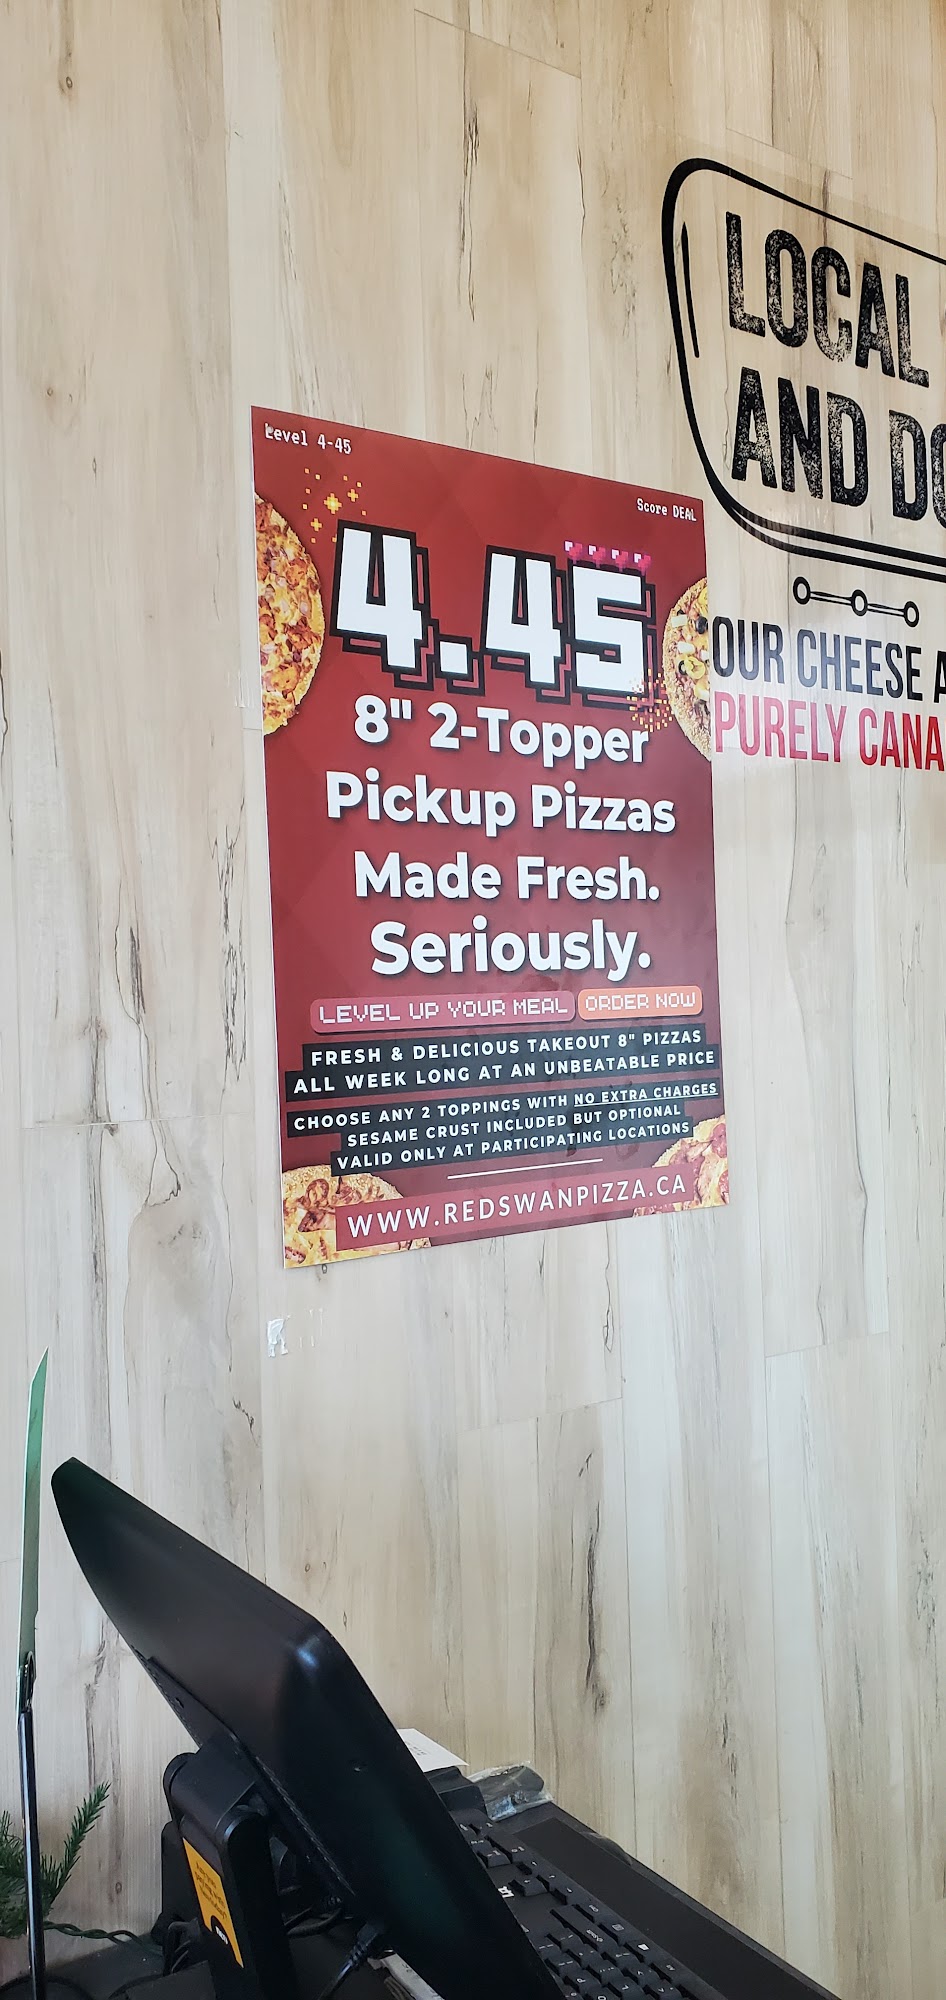 Level 4-45
Score DEAL
4.45
8" 2-Topper
Pickup Pizzas
Made Fresh.
Seriously.
LEVEL UP YOUR MEAL ORDER NOW
FRESH & DELICIOUS TAKEOUT 8" PIZZAS
ALL WEEK LONG AT AN UNBEATABLE PRICE
CHOOSE ANY 2 TOPPINGS WITH NO EXTRA CHARGES
SESAME CRUST INCLUDED BUT OPTIONAL
VALID ONLY AT PARTICIPATING LOCATIONS
WWW.REDSWANPIZZA.CA
LOCAL
AND DO
OUR CHEESE A
PURELY CANA